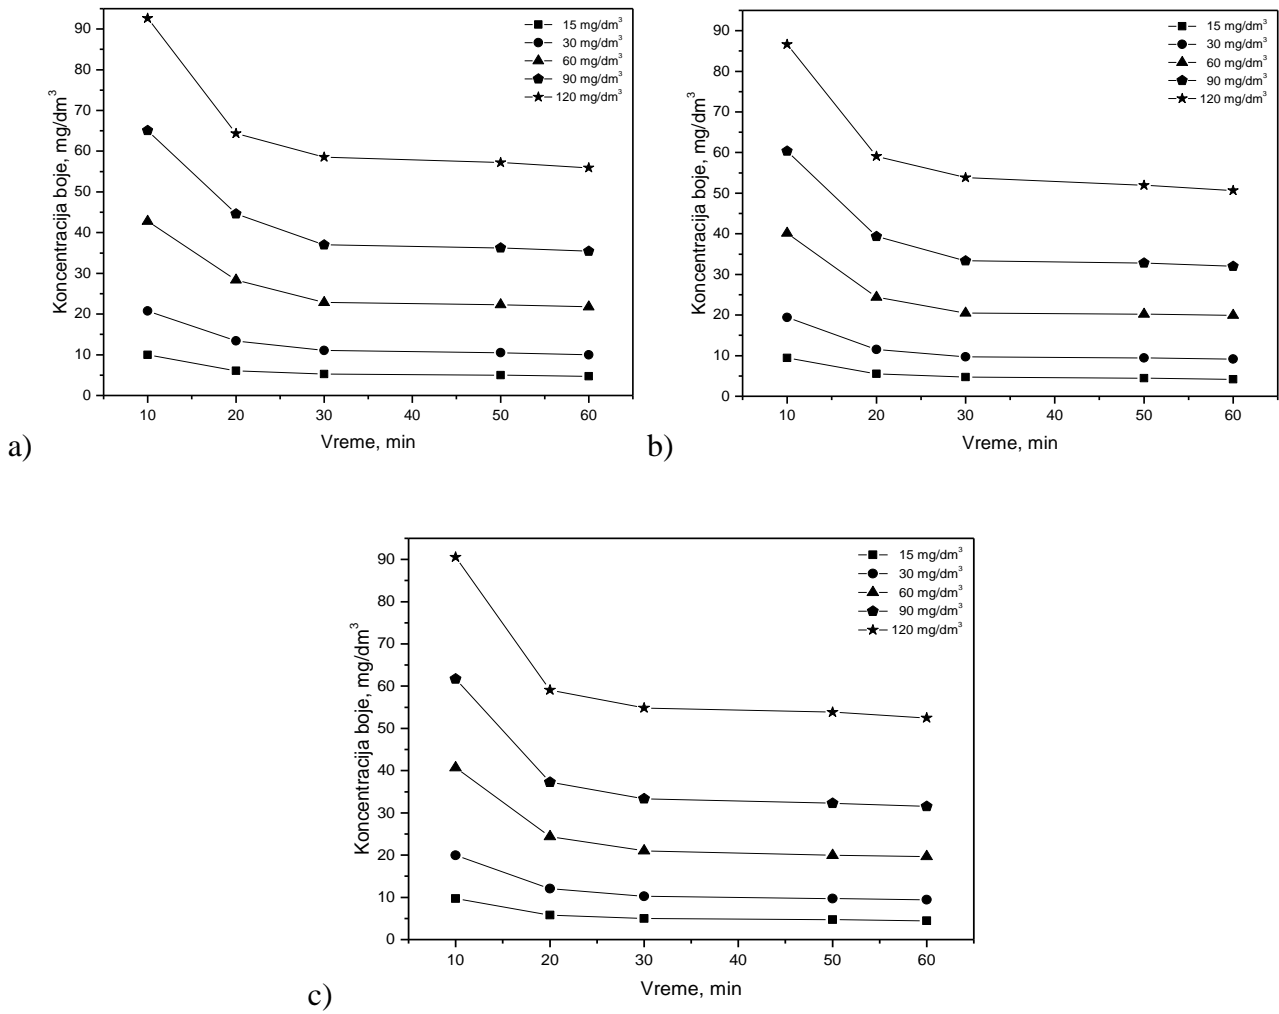 90
80
70
60
50
40
30
20
10
0
10 20 30 40 50 60
Koncentracija boje, mg/dm³
Vreme, min
15 mg/dm³
30 mg/dm³
60 mg/dm³
90 mg/dm³
120 mg/dm³
a)
90
80
70
60
50
40
30
20
10
0
10 20 30 40 50 60
Koncentracija boje, mg/dm³
Vreme, min
15 mg/dm³
30 mg/dm³
60 mg/dm³
90 mg/dm³
120 mg/dm³
b)
90
80
70
60
50
40
30
20
10
0
10 20 30 40 50 60
Koncentracija boje, mg/dm³
Vreme, min
15 mg/dm³
30 mg/dm³
60 mg/dm³
90 mg/dm³
120 mg/dm³
c)